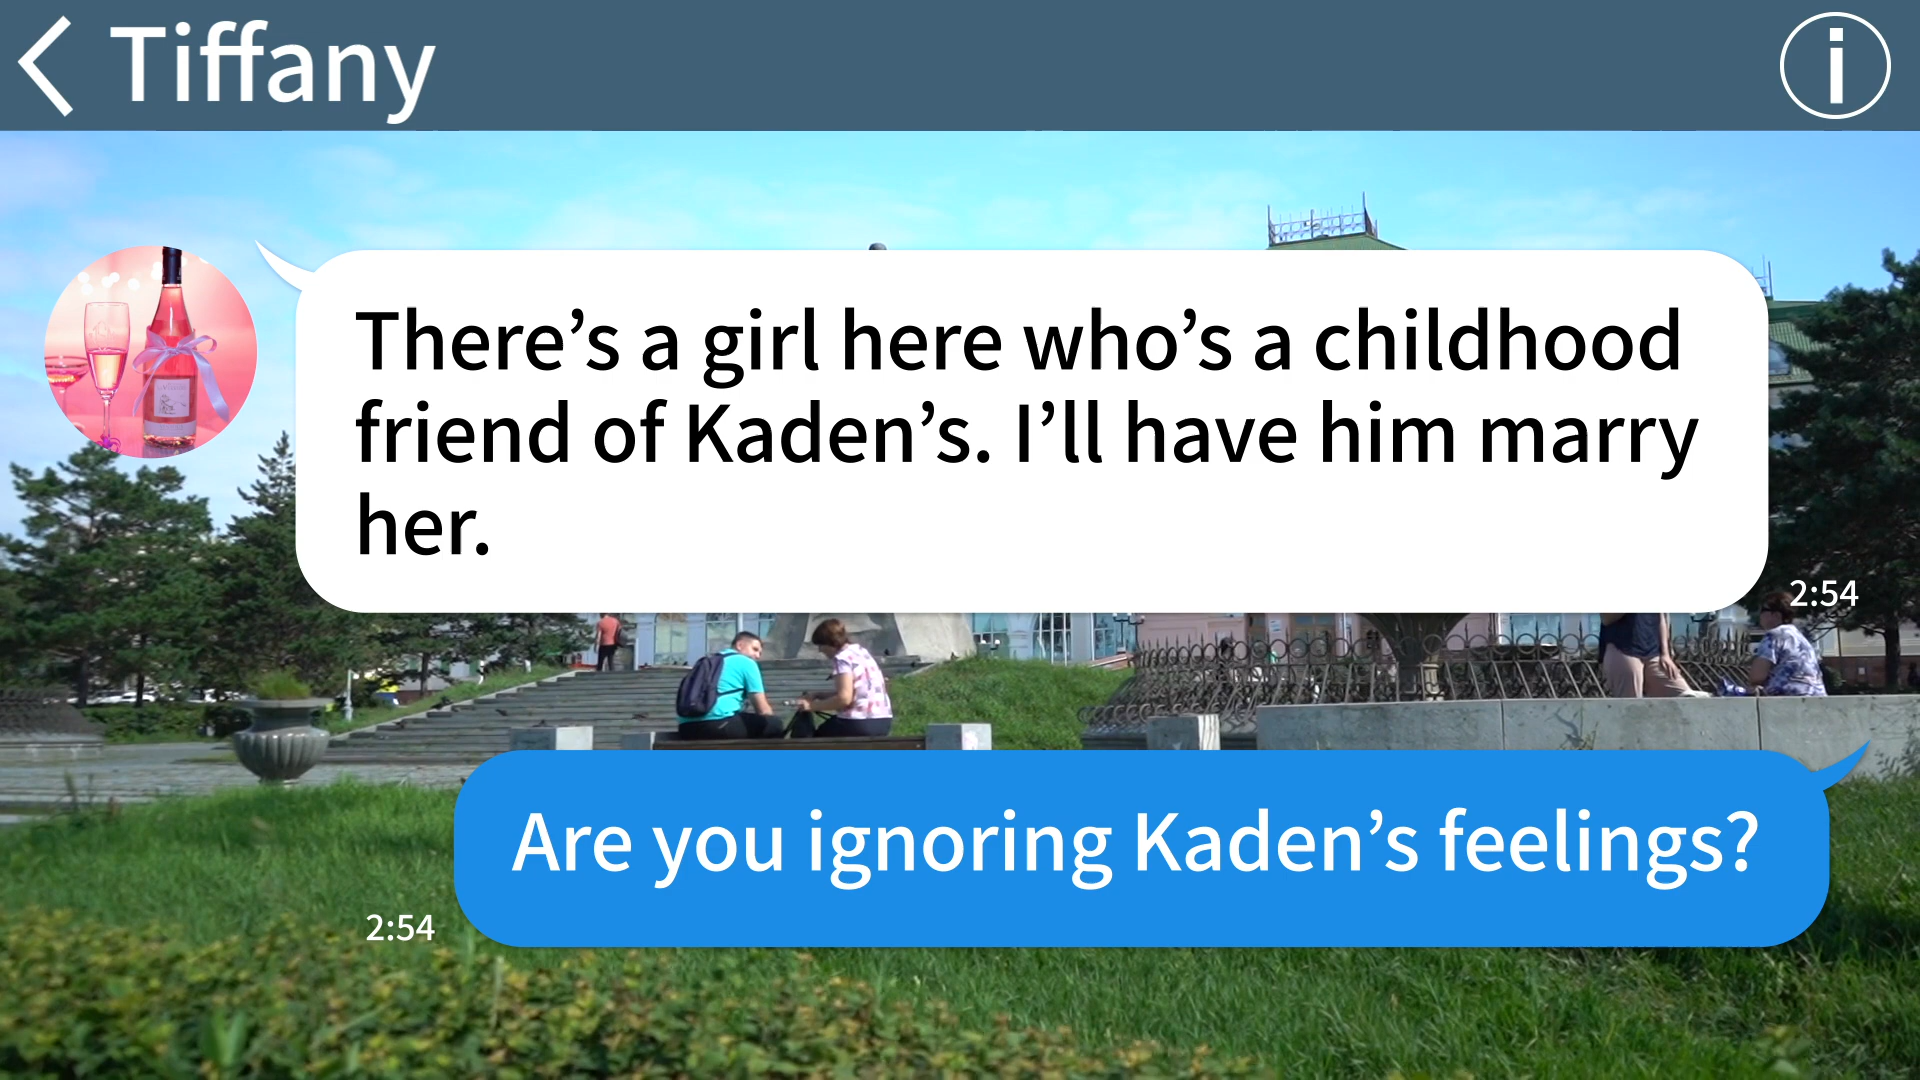 Tiffany
There’s a girl here who’s a childhood
friend of Kaden’s. I’ll have him marry
her.
2:54
Are you ignoring Kaden’s feelings?
2:54